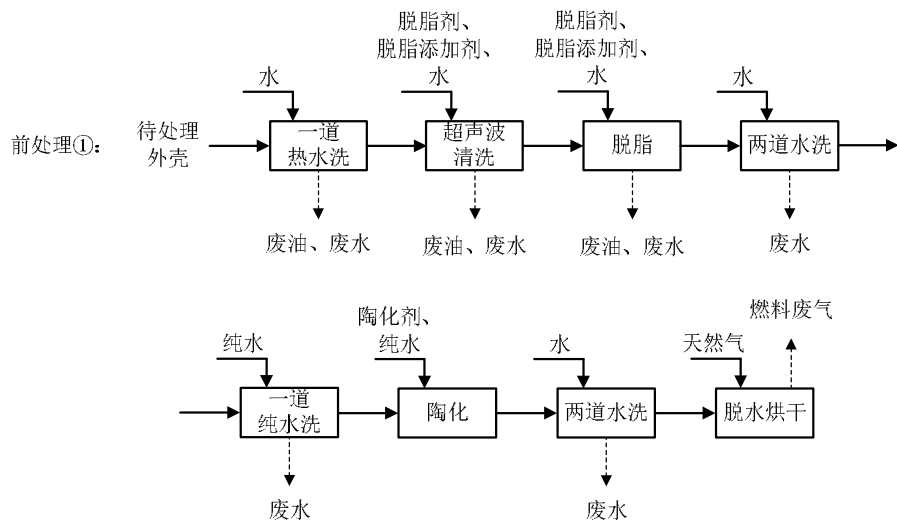 脱脂剂、
脱脂添加剂、
水
脱脂剂、
脱脂添加剂、
水
水
水
前处理①：
待处理
外壳
一道
热水洗
超声波
清洗
脱脂
两道水洗
废油、废水
废油、废水
废油、废水
废水
纯水
陶化剂、
纯水
水
天然气
燃料废气
一道
纯水洗
陶化
两道水洗
脱水烘干
废水
废水